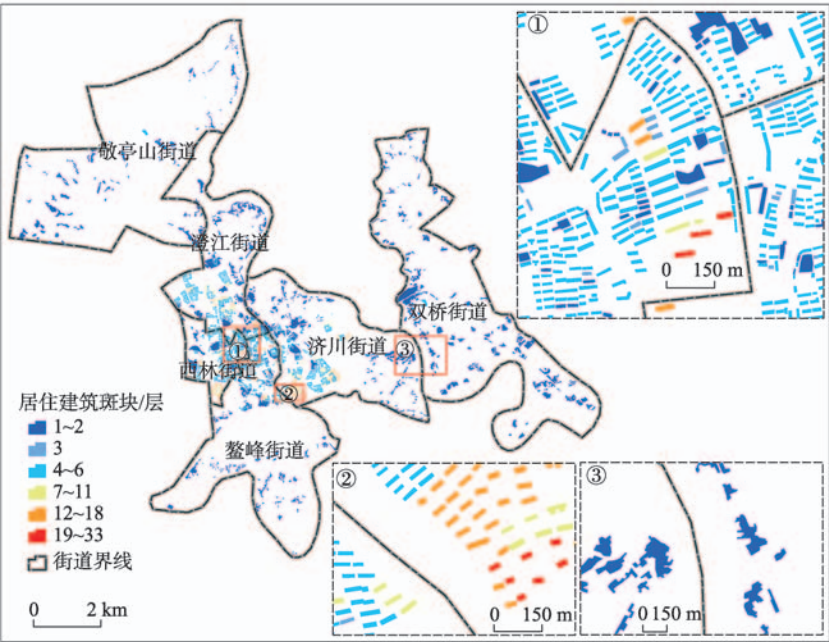 ①
敬亭山街道
澄江街道
0 150 m
双桥街道
济川街道
③
①
西林街道
②
居住建筑斑块/层
1~2
3
4~6
7~11
12~18
19~33
街道界线
鳌峰街道
0 2 km
②
0 150 m
③
0 150 m